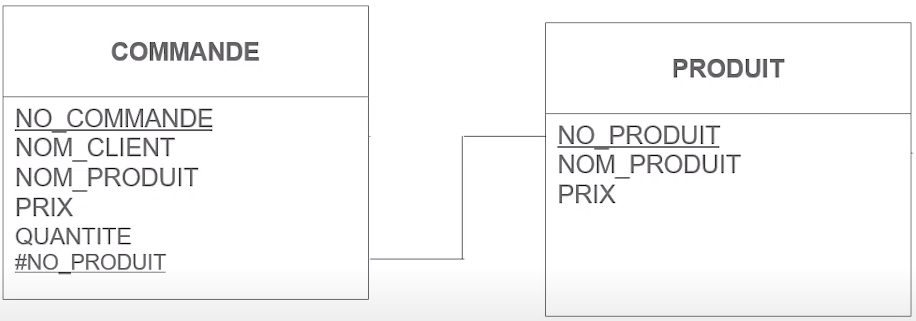 COMMANDE
NO_COMMANDE
NOM_CLIENT
NOM_PRODUIT
PRIX
QUANTITE
#NO_PRODUIT
PRODUIT
NO_PRODUIT
NOM_PRODUIT
PRIX